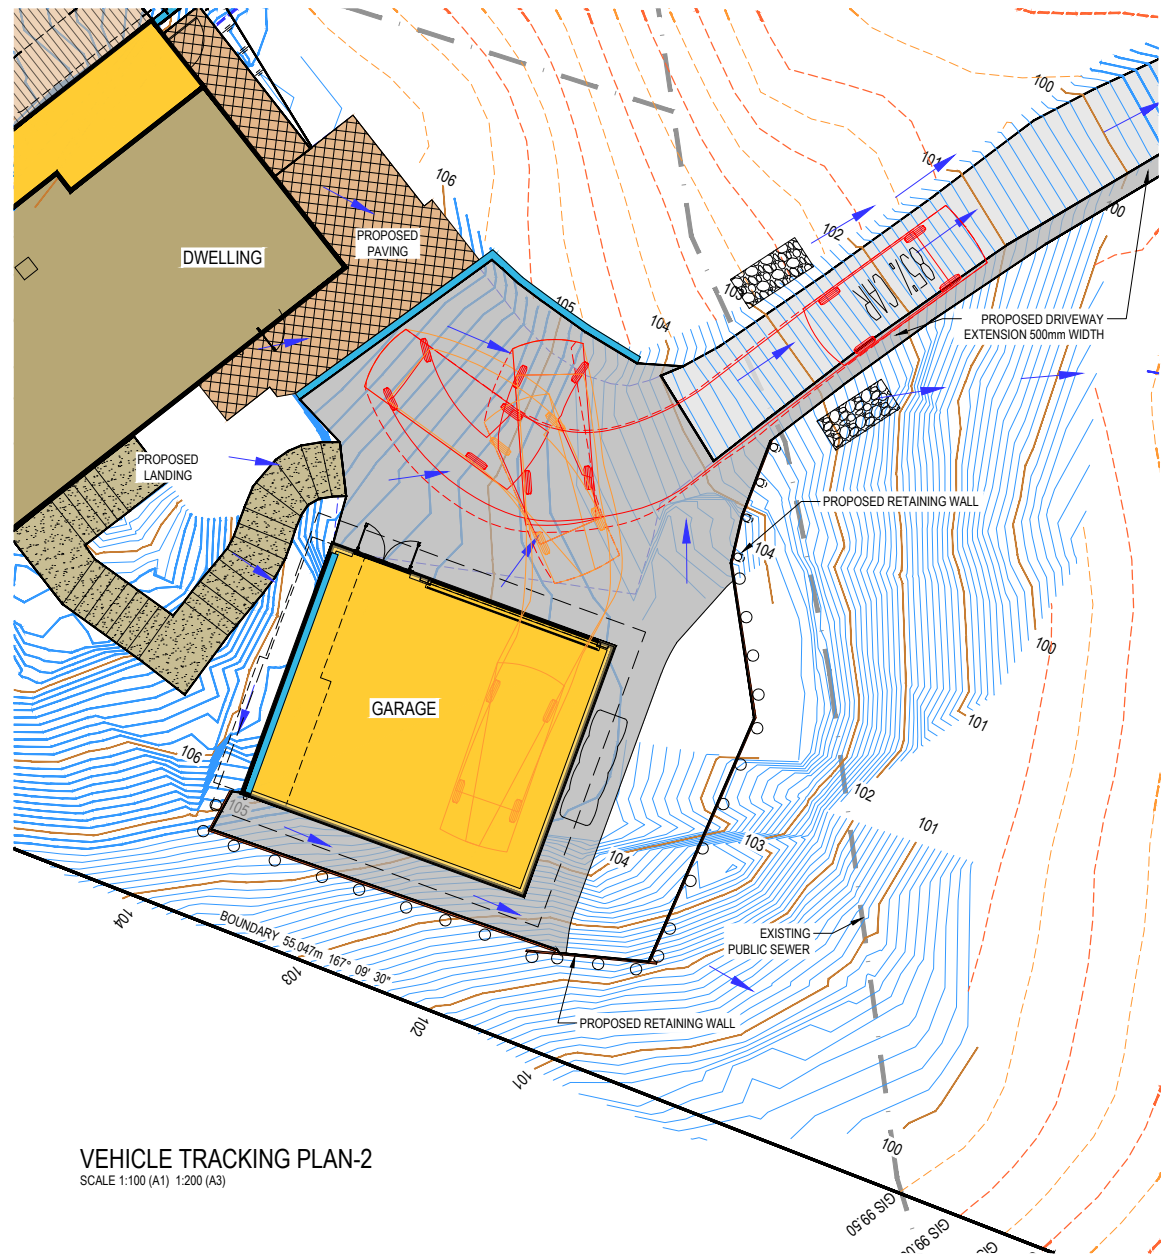 100
101
100
106
102
DWELLING
PROPOSED
PAVING
103
105
104
85% CAR
PROPOSED DRIVEWAY
EXTENSION 500mm WIDTH
PROPOSED
LANDING
PROPOSED RETAINING WALL
104
100
GARAGE
101
106
102
105
101
103
104
104
BOUNDARY 55.047m 167° 09' 30"
EXISTING
PUBLIC SEWER
103
102
PROPOSED RETAINING WALL
101
100
VEHICLE TRACKING PLAN-2
SCALE 1:100 (A1) 1:200 (A3)
GIS 99.50
GIS
GIS